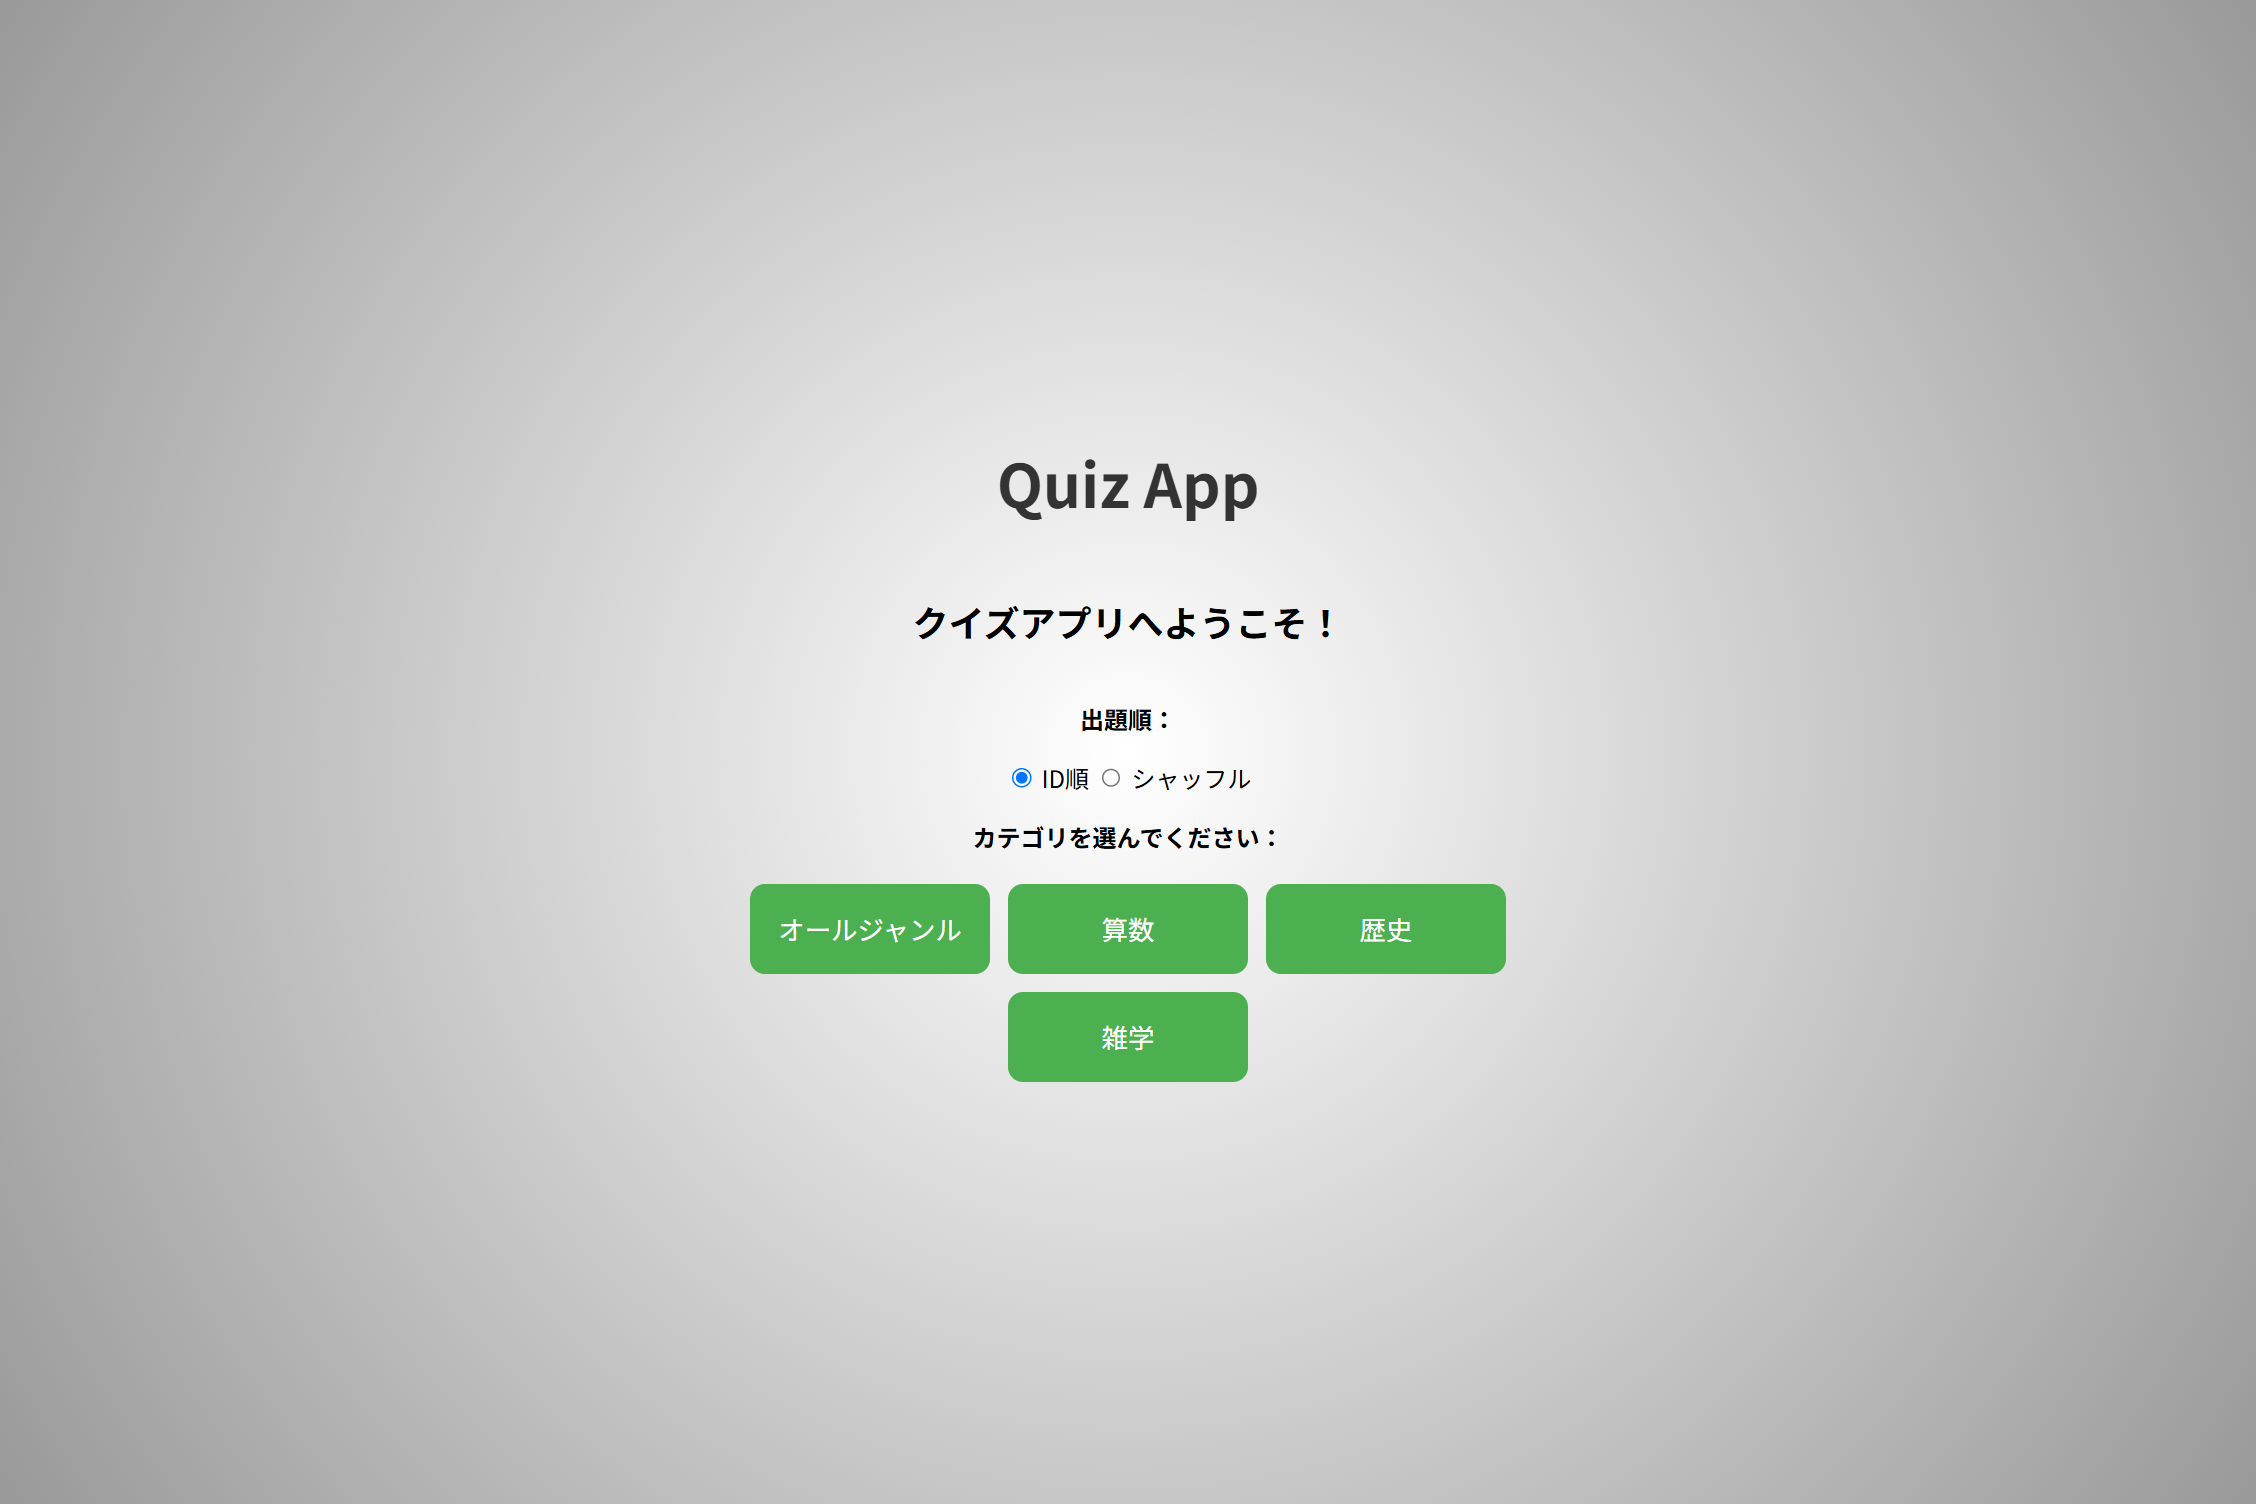 Quiz App
クイズアプリへようこそ！
出題順：
ID順 シャッフル
カテゴリを選んでください：
オールジャンル 算数 歴史
雑学